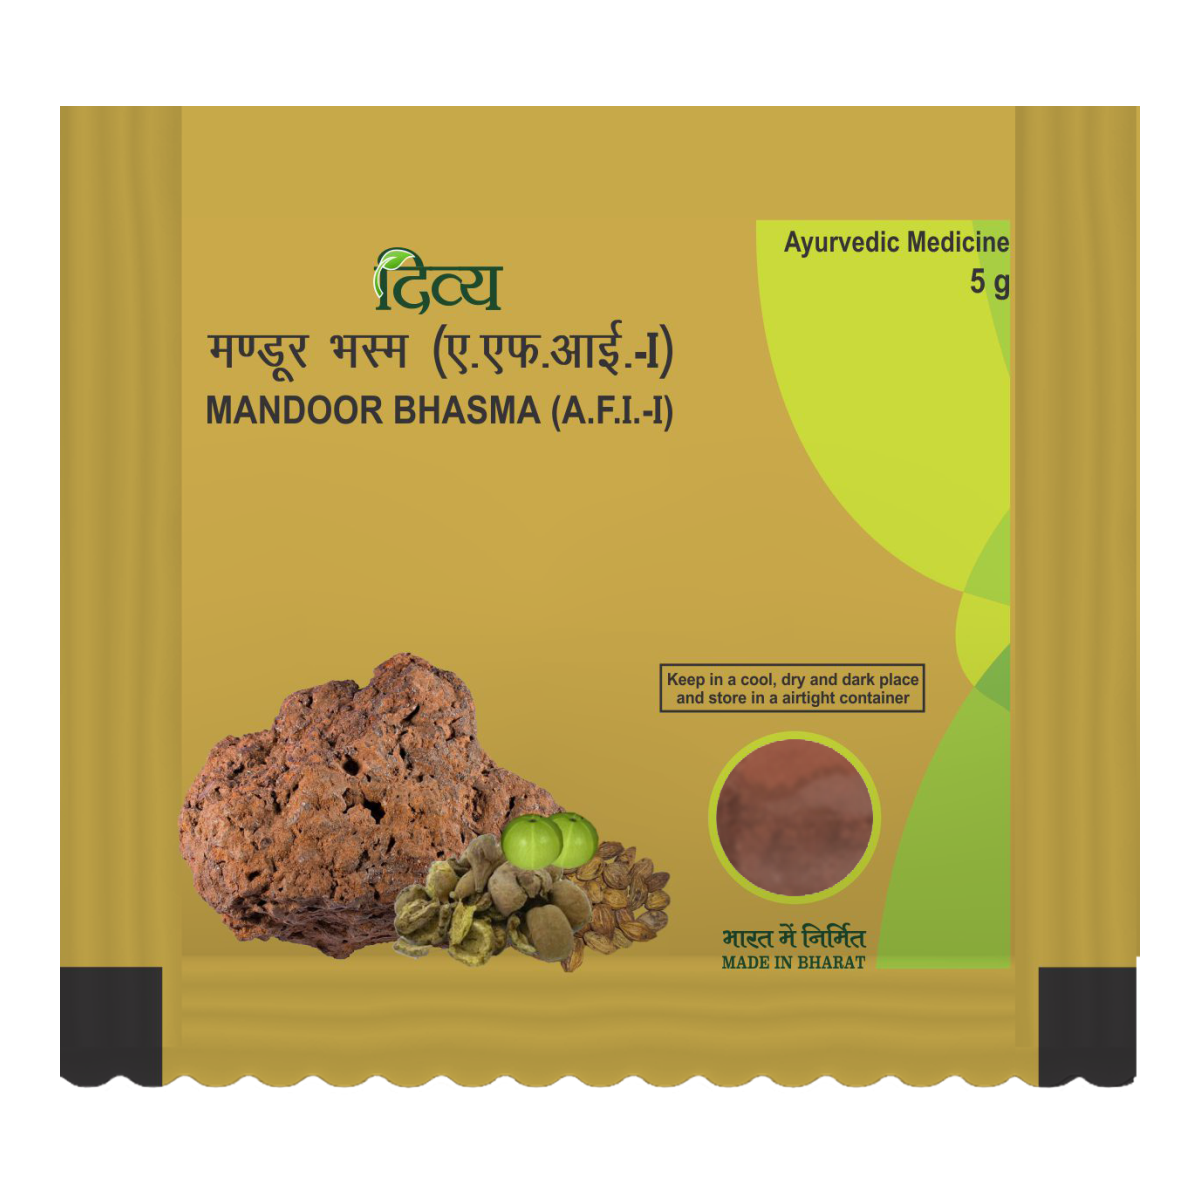 Ayurvedic Medicine
5 g
दिव्य
मण्डूर भस्म (ए.एफ.आई.-I)
MANDOOR BHASMA (A.F.I.-I)
Keep in a cool, dry and dark place
and store in a airtight container
भारत में निर्मित
MADE IN BHARAT